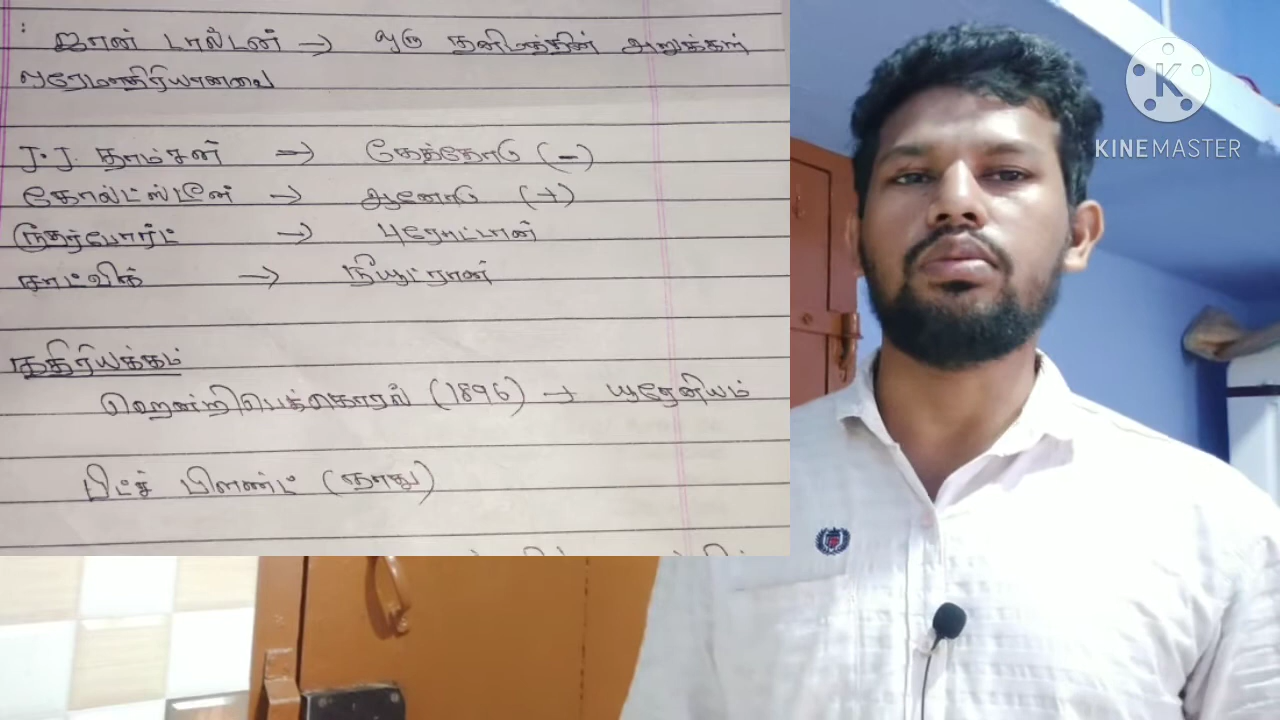 ஜான் டால்டன் → ஒரு தனிமத்தின் அணுக்கள்
ஒரேமாதிரியானவை
J.J. தாம்சன் → கேத்தோடு (-)
கோல்ட்ஸ்டீன் → ஆனோடு (+)
ரூதர்போர்ட் → புரோட்டான்
சாட்விக் → நியூட்ரான்
கதிரியக்கம்
ஹென்றிபெக்கொரல் (1896) → யுரேனியம்
பிட்ச் பிளண்ட் (தாது)
KINEMASTER